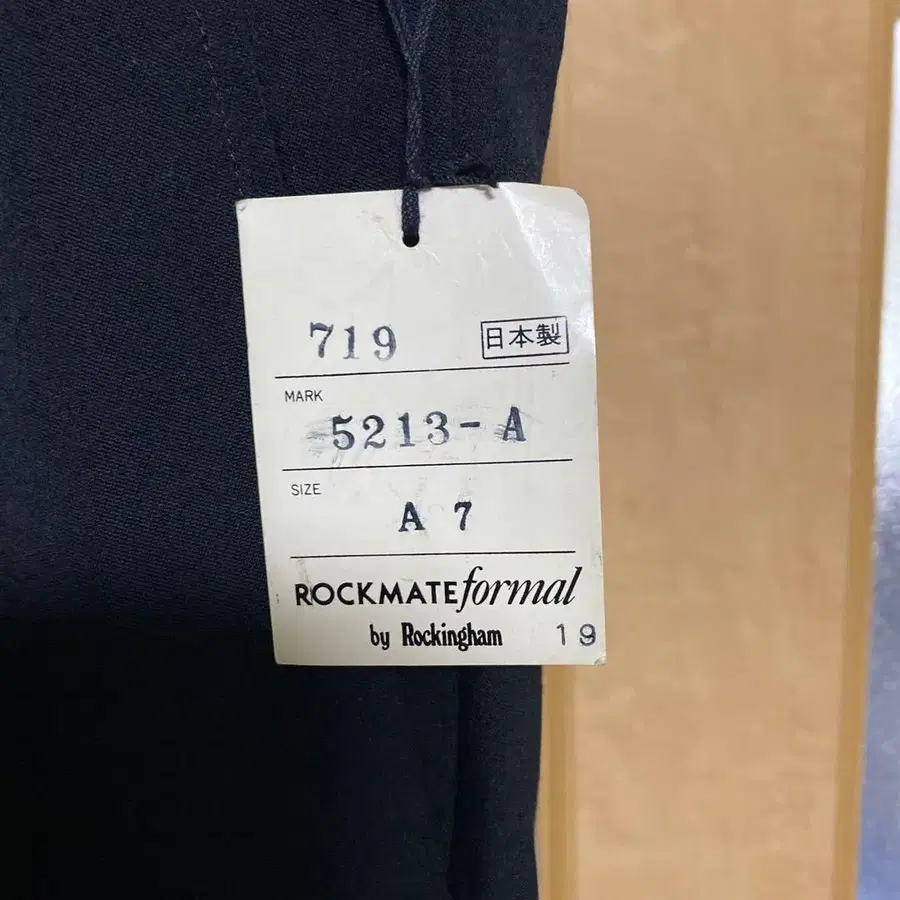 719 日本製
MARK
5213-A
SIZE
A 7
ROCKMATE formal
by Rockingham 19